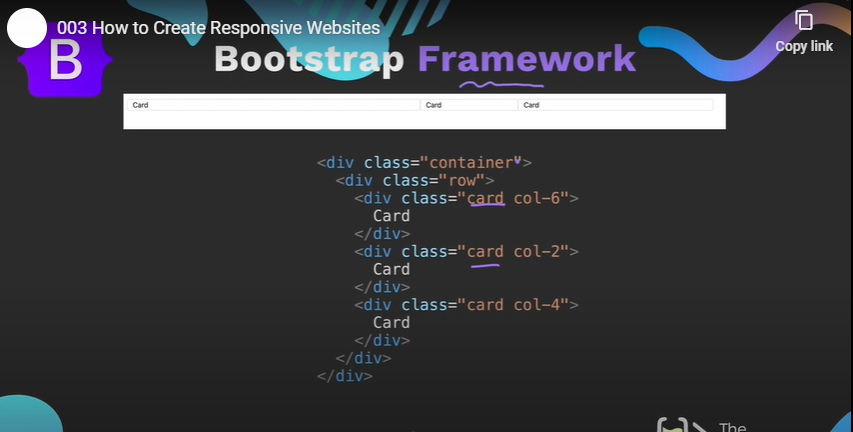 003 How to Create Responsive Websites
Copy link
B
Bootstrap Framework
Card Card Card
<div class="container">
<div class="row">
<div class="card col-6">
Card
</div>
<div class="card col-2">
Card
</div>
<div class="card col-4">
Card
</div>
</div>
</div>
The